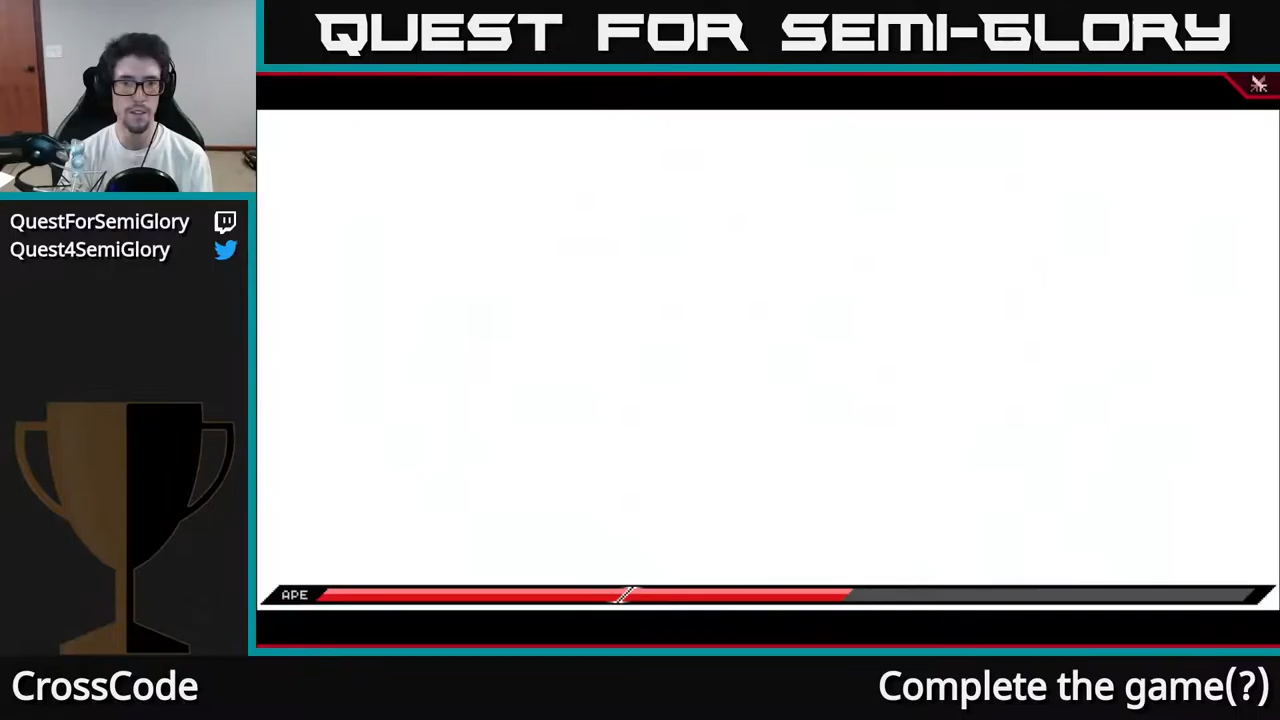 QUEST FOR SEMI-GLORY
QuestForSemiGlory
Quest4SemiGlory
APE
CrossCode
Complete the game(?)